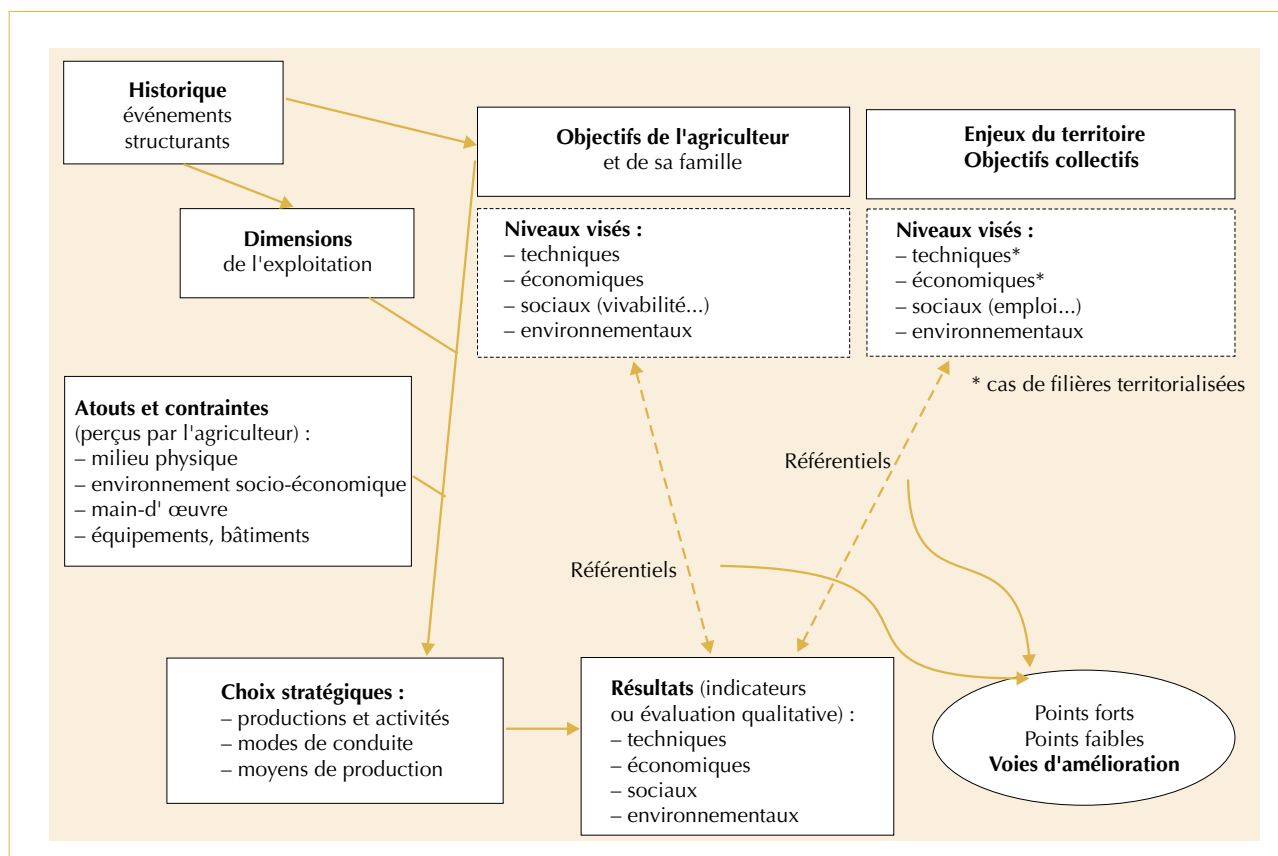 Historique
événements
structurants
Objectifs de l'agriculteur
et de sa famille
Enjeux du territoire
Objectifs collectifs
Dimensions
de l'exploitation
Niveaux visés :
– techniques
– économiques
– sociaux (vivabilité...)
– environnementaux
Niveaux visés :
– techniques*
– économiques*
– sociaux (emploi...)
– environnementaux
* cas de filières territorialisées
Atouts et contraintes
(perçus par l'agriculteur) :
– milieu physique
– environnement socio-économique
– main-d' œuvre
– équipements, bâtiments
Référentiels
Référentiels
Choix stratégiques :
– productions et activités
– modes de conduite
– moyens de production
Résultats (indicateurs
ou évaluation qualitative) :
– techniques
– économiques
– sociaux
– environnementaux
Points forts
Points faibles
Voies d'amélioration